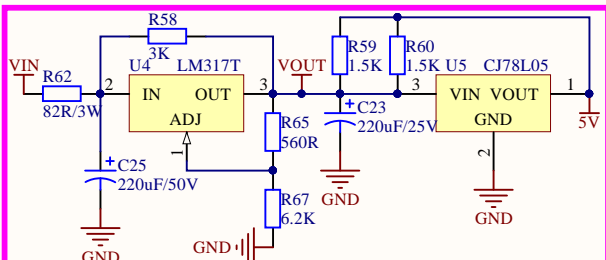 R58
3K
VIN
R62
82R/3W
2
U4
LM317T
IN
OUT
ADJ
3
1
C25
220uF/50V
GND
VOUT
R65
560R
R67
6.2K
GND
R59
1.5K
R60
1.5K
C23
220uF/25V
GND
3
U5
CJ78L05
VIN VOUT
GND
1
2
GND
5V